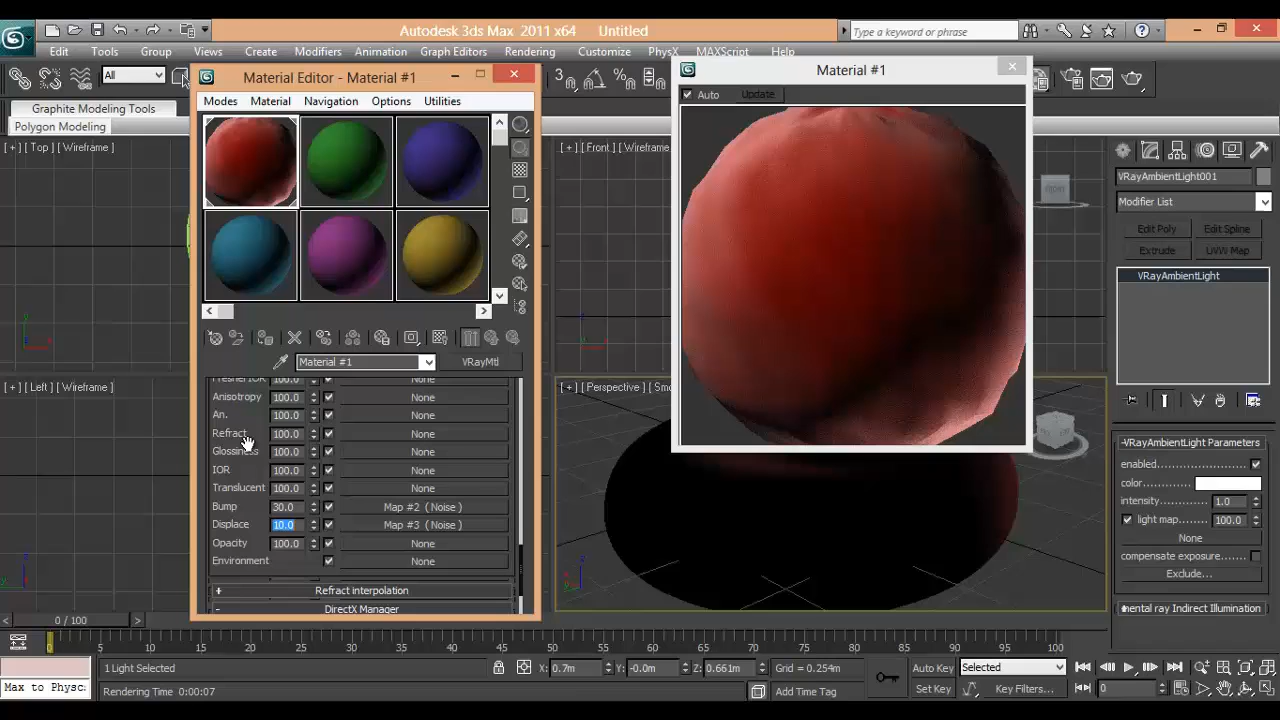 Autodesk 3ds Max 2011 x64 Untitled
Type a keyword or phrase
Edit Tools Group Views Create Modifiers Animation Graph Editors Rendering Customize PhysX MAXScript Help
All
Graphite Modeling Tools
Polygon Modeling
Material Editor - Material #1
Modes Material Navigation Options Utilities
Material #1
Auto Update
[ + ] [ Top ] [ Wireframe ]
[ + ] [ Front ] [ Wireframe
[ + ] [ Left ] [ Wireframe ]
[ + ] [ Perspective ] [ Smo
Material #1 VRayMtl
Fresnel IOR 100.0 None
Anisotropy 100.0 None
An. 100.0 None
Refract 100.0 None
Glossiness 100.0 None
IOR 100.0 None
Translucent 100.0 None
Bump 30.0 Map #2 ( Noise )
Displace 10.0 Map #3 ( Noise )
Opacity 100.0 None
Environment None
+ Refract interpolation
- DirectX Manager
VRayAmbientLight001
Modifier List
Edit Poly Edit Spline
Extrude UVW Map
VRayAmbientLight
-VRayAmbientLight Parameters
enabled
color
intensity 1.0
light map 100.0
None
compensate exposure
Exclude...
mental ray Indirect Illumination
FRONT
0 / 100
0 5 10 15 20 25 30 35 40 45 50 55 60 65 70 75 80 85 90 95 100
1 Light Selected X: 0.7m Y: -0.0m Z: 0.661m Grid = 0.254m Auto Key Selected
Max to Physc
Rendering Time 0:00:07 Add Time Tag Set Key Key Filters... 0